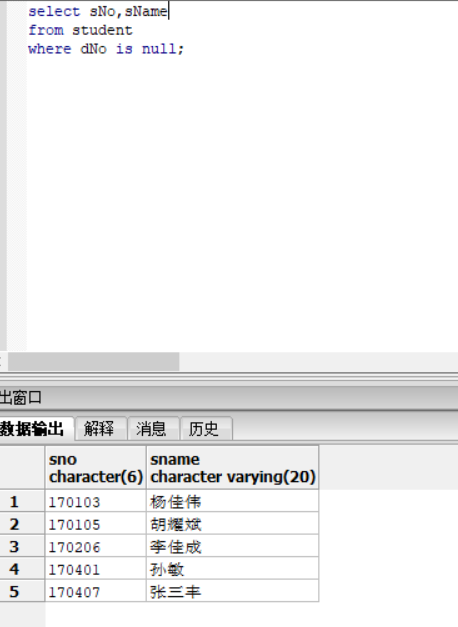 select sNo,sName
from student
where dNo is null;
出窗口
数据输出 解释 消息 历史
sno sname
character(6) character varying(20)
1 170103 杨佳伟
2 170105 胡耀斌
3 170206 李佳成
4 170401 孙敏
5 170407 张三丰